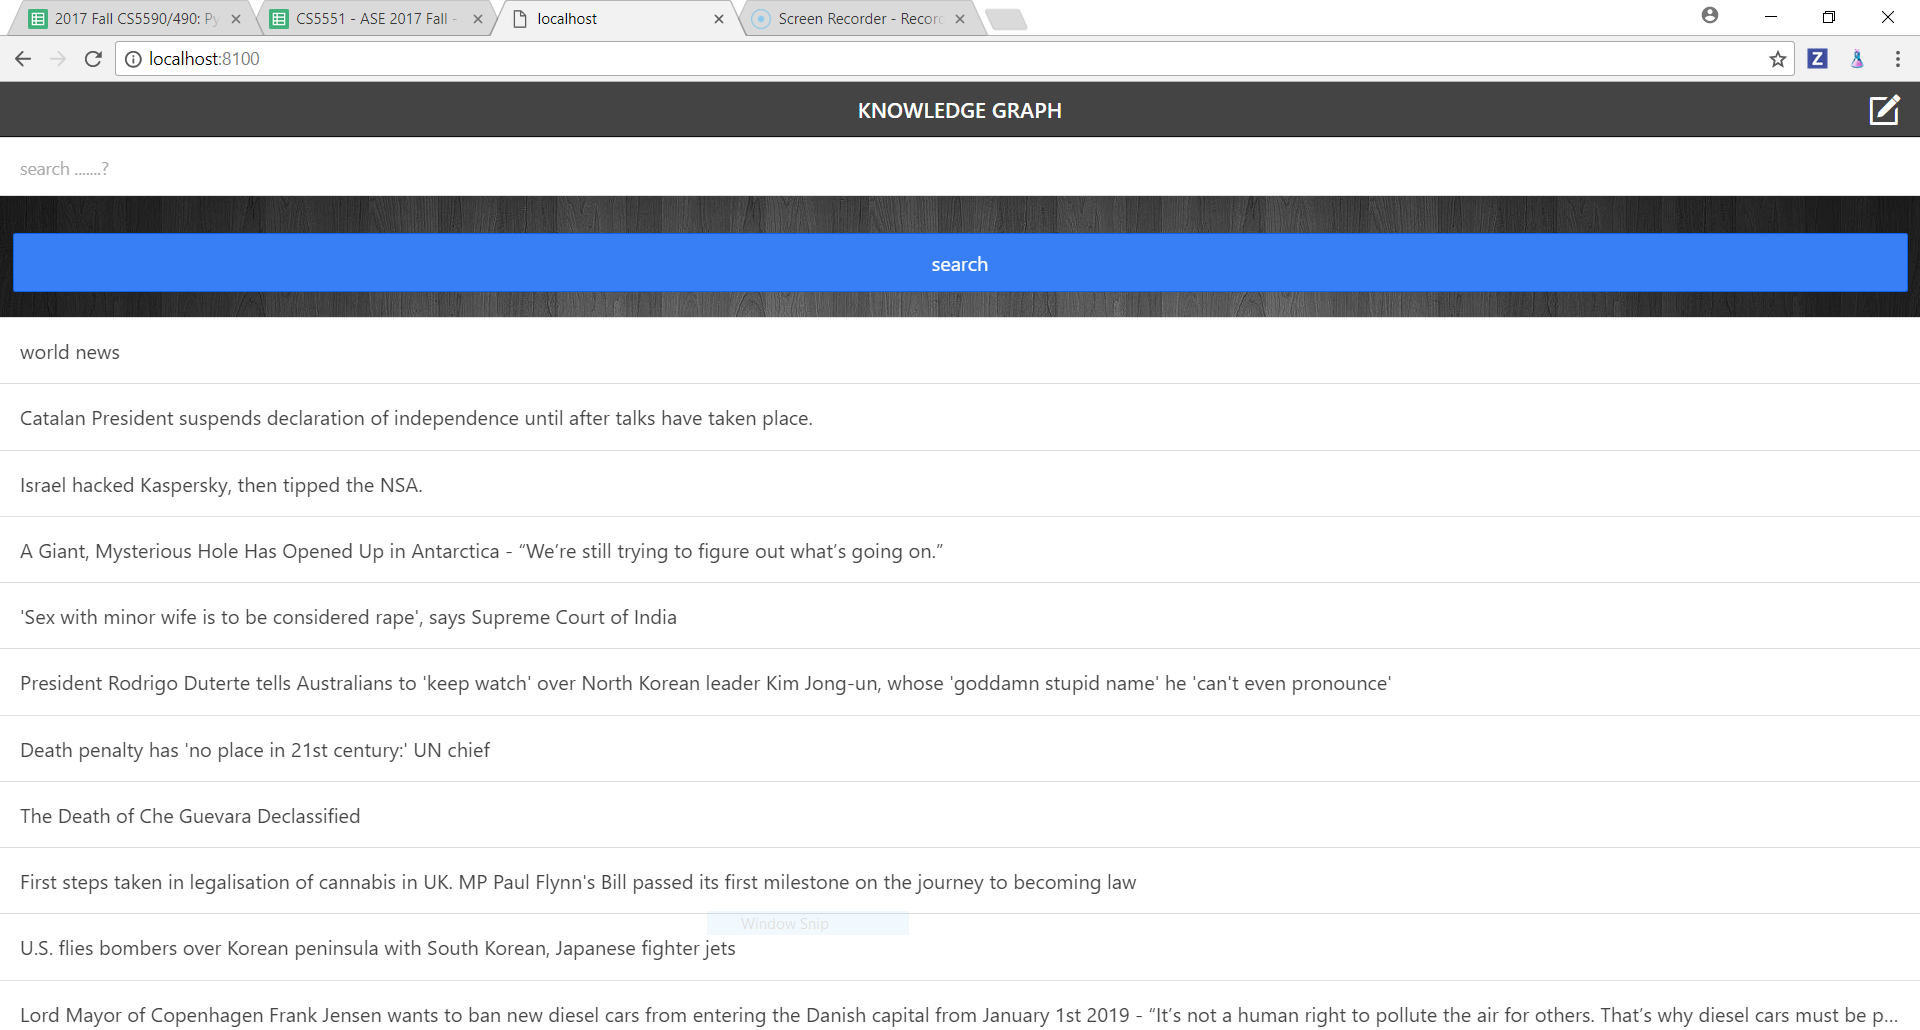 2017 Fall CS5590/490: Py
CS5551 - ASE 2017 Fall -
localhost
Screen Recorder - Record
localhost:8100
Z
KNOWLEDGE GRAPH
search .......?
search
world news
Catalan President suspends declaration of independence until after talks have taken place.
Israel hacked Kaspersky, then tipped the NSA.
A Giant, Mysterious Hole Has Opened Up in Antarctica - “We’re still trying to figure out what’s going on.”
'Sex with minor wife is to be considered rape', says Supreme Court of India
President Rodrigo Duterte tells Australians to 'keep watch' over North Korean leader Kim Jong-un, whose 'goddamn stupid name' he 'can't even pronounce'
Death penalty has 'no place in 21st century:' UN chief
The Death of Che Guevara Declassified
First steps taken in legalisation of cannabis in UK. MP Paul Flynn's Bill passed its first milestone on the journey to becoming law
Window Snip
U.S. flies bombers over Korean peninsula with South Korean, Japanese fighter jets
Lord Mayor of Copenhagen Frank Jensen wants to ban new diesel cars from entering the Danish capital from January 1st 2019 - “It’s not a human right to pollute the air for others. That’s why diesel cars must be p...